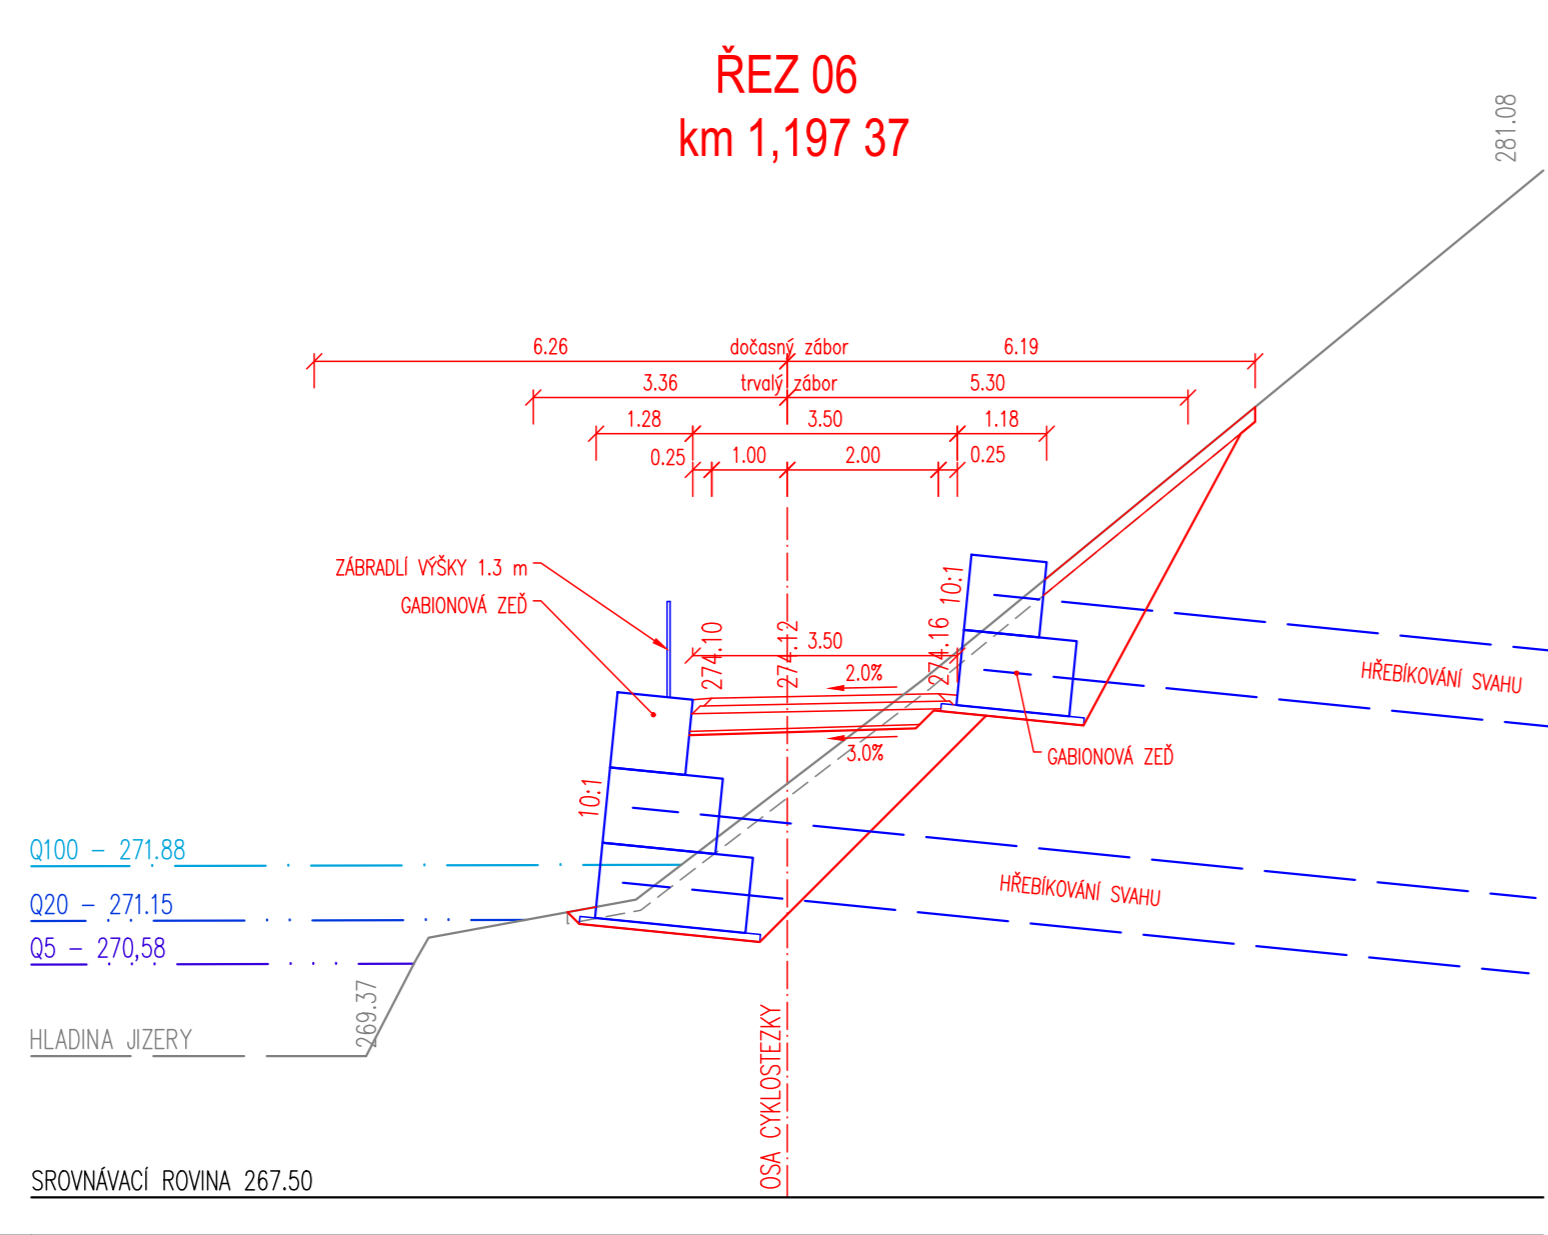 ŘEZ 06
km 1,197 37
281.08
6.26 dočasný zábor 6.19
3.36 trvalý zábor 5.30
1.28 3.50 1.18
0.25 1.00 2.00 0.25
ZÁBRADLÍ VÝŠKY 1.3 m
GABIONOVÁ ZEĎ
10:1
274.10
274.12
274.16
3.50
2.0%
3.0%
HŘEBÍKOVÁNÍ SVAHU
GABIONOVÁ ZEĎ
10:1
Q100 – 271.88
HŘEBÍKOVÁNÍ SVAHU
Q20 – 271.15
Q5 – 270,58
269.37
HLADINA JIZERY
OSA CYKLOSTEZKY
SROVNÁVACÍ ROVINA 267.50